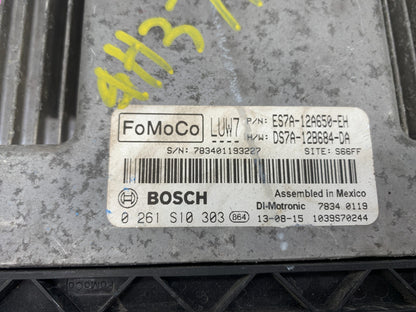 FoMoCo LUW7 P/N: ES7A-12A650-EH
H/W: DS7A-12B684-DA
S/N: 783401193227 SITE: S66FF
BOSCH Assembled in Mexico
DI-Motronic 7834.0119
0 261 S10 303 864 13-08-15 1039S70244
FoMoCo